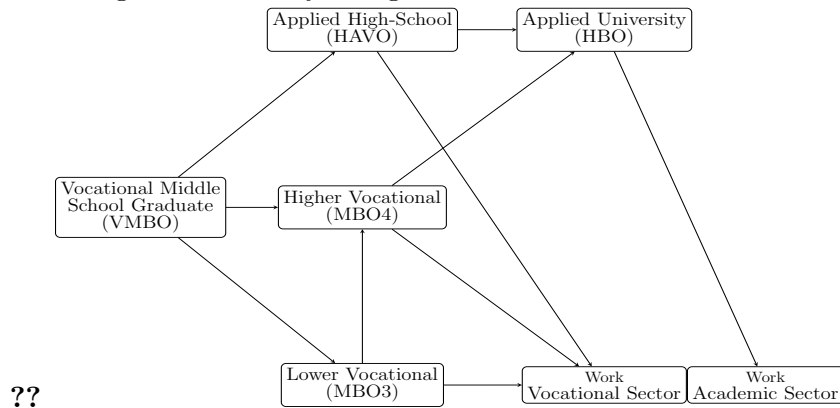 Applied High-School
(HAVO)
Applied University
(HBO)
Vocational Middle
School Graduate
(VMBO)
Higher Vocational
(MBO4)
Lower Vocational
(MBO3)
Work
Vocational Sector
Work
Academic Sector
??